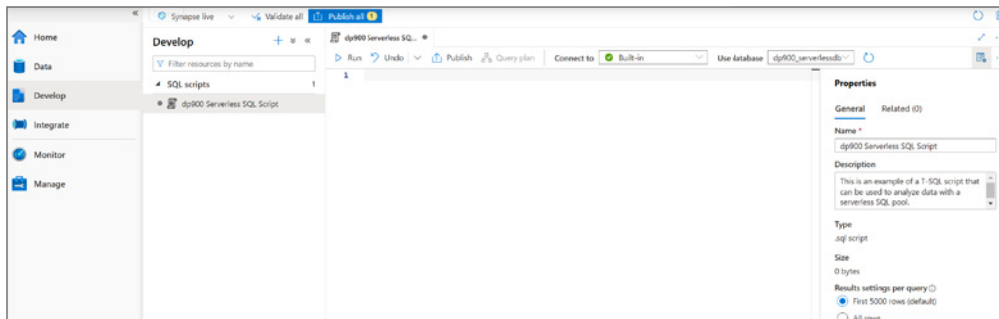 Synapse live
Validate all
Publish all 1
Home
Data
Develop
Integrate
Monitor
Manage
Develop
Filter resources by name
SQL scripts 1
dp900 Serverless SQL Script
dp900 Serverless SQ...
Run Undo Publish Query plan Connect to Built-in Use latabase dp900_serverlessdb
1
Properties
General Related (0)
Name *
dp900 Serverless SQL Script
Description
This is an example of a T-SQL script that
can be used to analyze data with a
serverless SQL pool.
Type
.sql script
Size
0 bytes
Results settings per query
First 5000 rows (default)
All rows